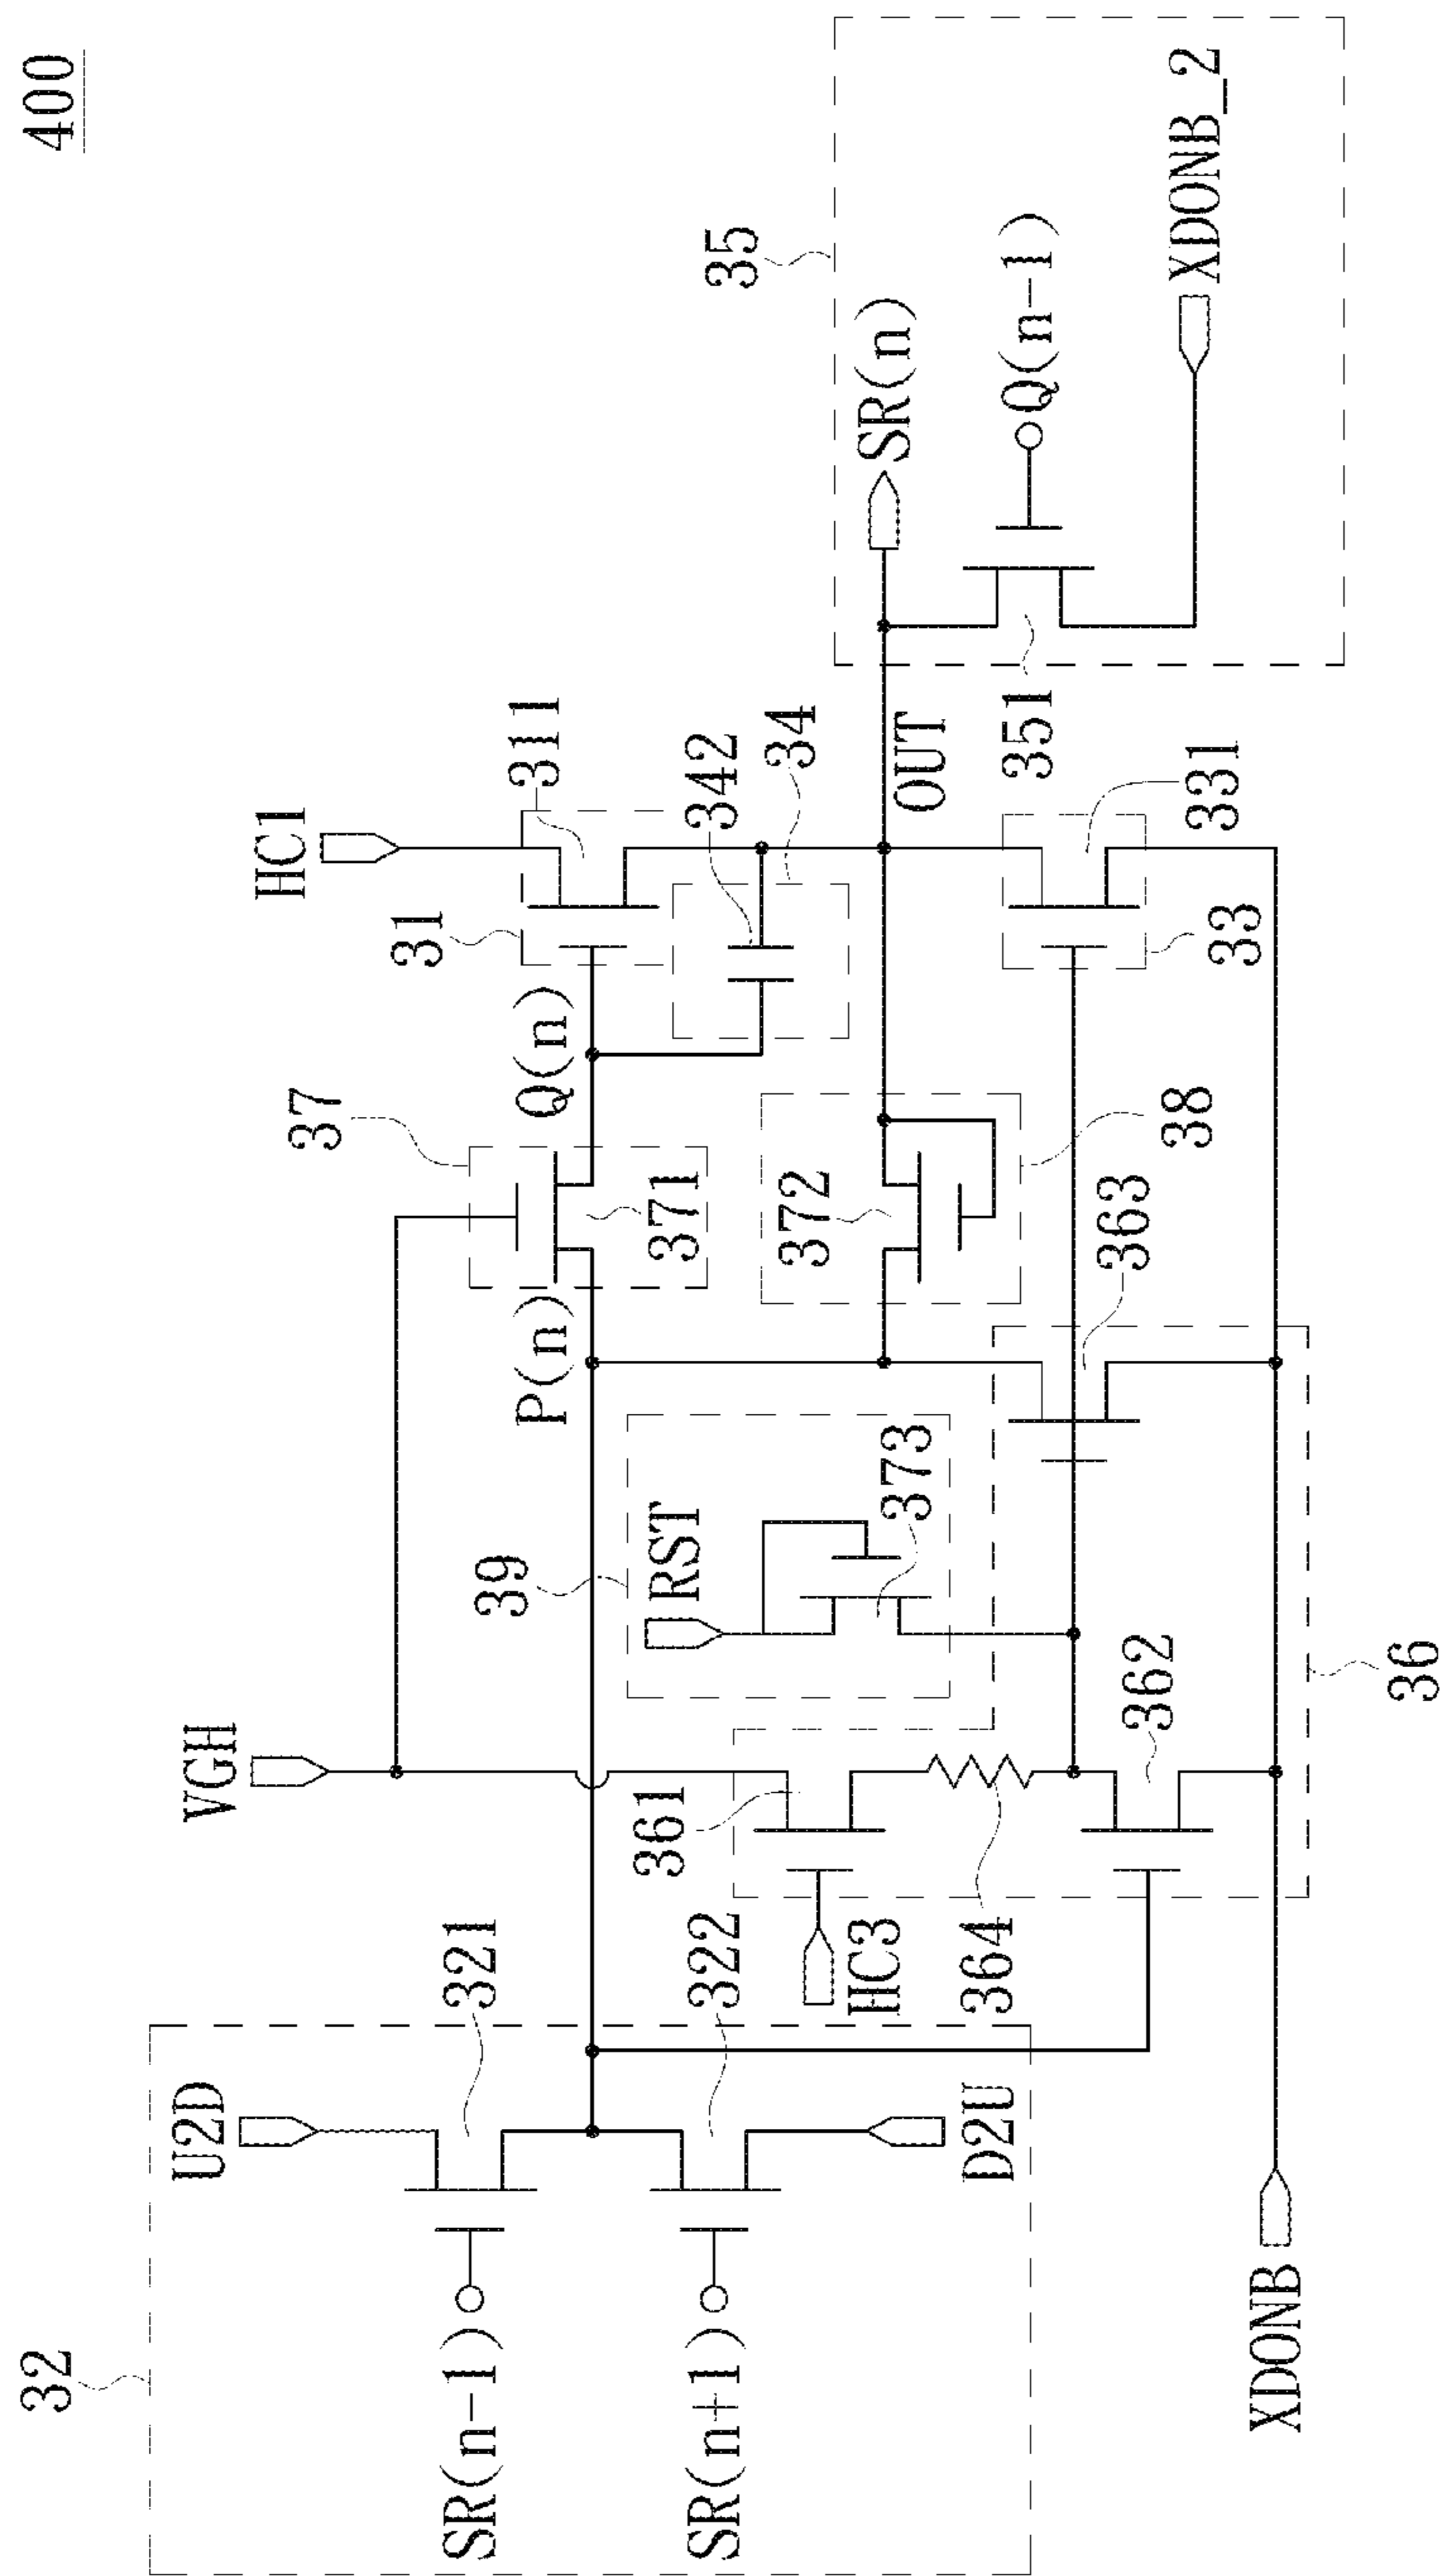 400
32
U2D
321
SR(n-1)
322
SR(n+1)
D2U
XDONB
VGH
361
HC3
364
362
36
39
RST
373
363
P(n)
37
371
Q(n)
372
38
HC1
31
311
342
34
OUT
331
33
35
SR(n)
351
Q(n-1)
XDONB_2